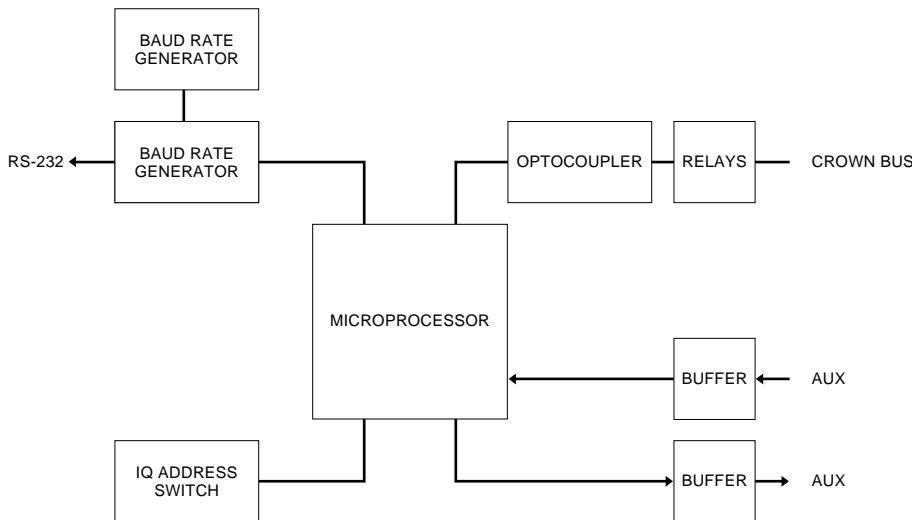 BAUD RATE
GENERATOR
RS-232
BAUD RATE
GENERATOR
OPTOCOUPLER
RELAYS
CROWN BUS
MICROPROCESSOR
BUFFER
AUX
IQ ADDRESS
SWITCH
BUFFER
AUX